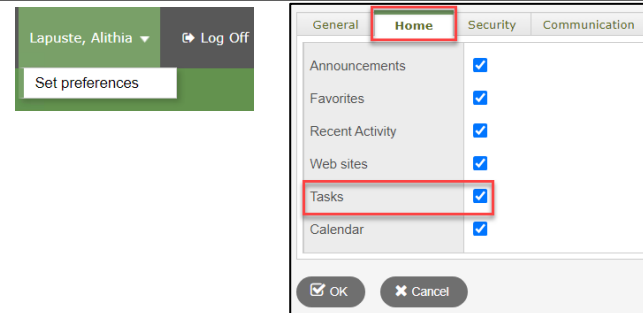 Lapuste, Alithia Log Off
Set preferences
General Home Security Communication
Announcements
Favorites
Recent Activity
Web sites
Tasks
Calendar
OK Cancel